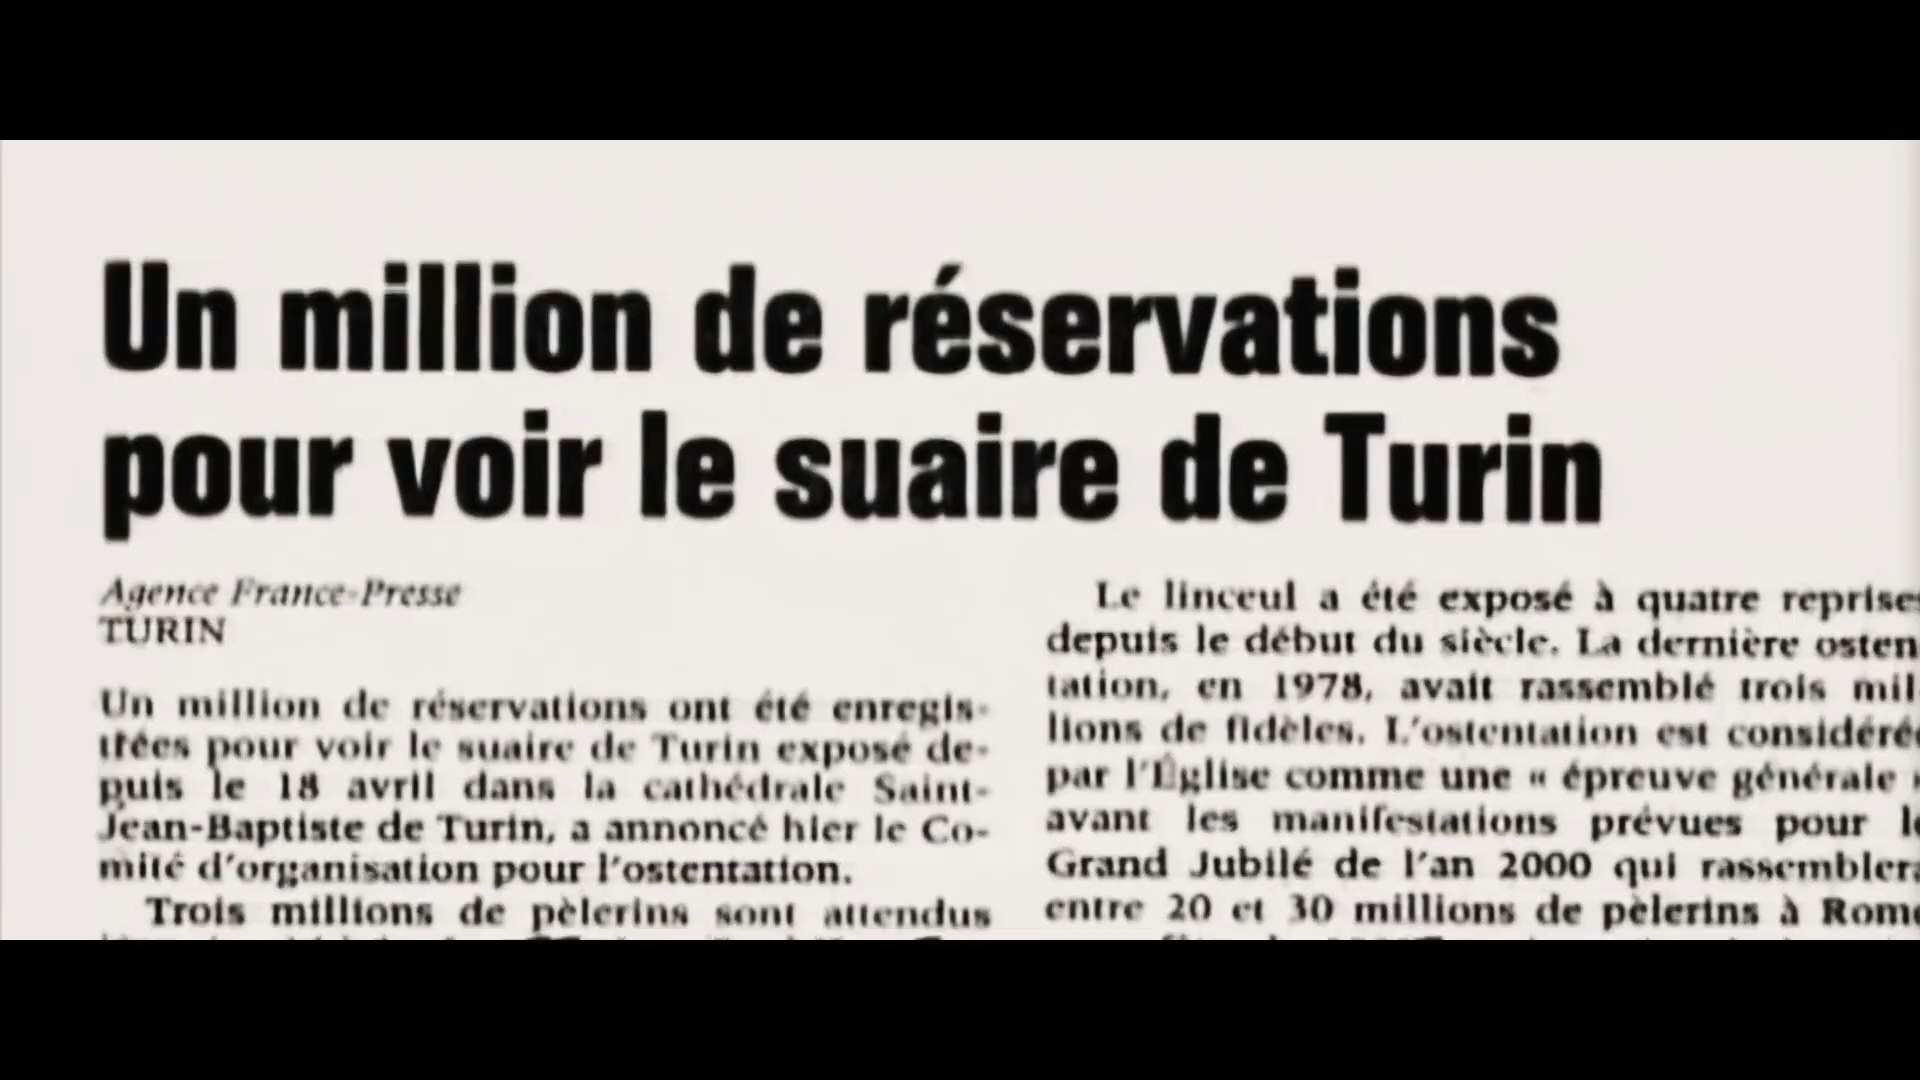 Un million de réservations
pour voir le suaire de Turin
Agence France-Presse
TURIN
Un million de réservations ont été enregis-
trées pour voir le suaire de Turin exposé de-
puis le 18 avril dans la cathédrale Saint-
Jean-Baptiste de Turin, a annoncé hier le Co-
mité d'organisation pour l'ostentation.
Trois millions de pèlerins sont attendus
Le linceul a été exposé à quatre reprises
depuis le début du siècle. La dernière osten-
tation, en 1978, avait rassemblé trois mil-
lions de fidèles. L'ostentation est considérée
par l'Église comme une « épreuve générale »
avant les manifestations prévues pour le
Grand Jubilé de l'an 2000 qui rassemblera
entre 20 et 30 millions de pèlerins à Rome